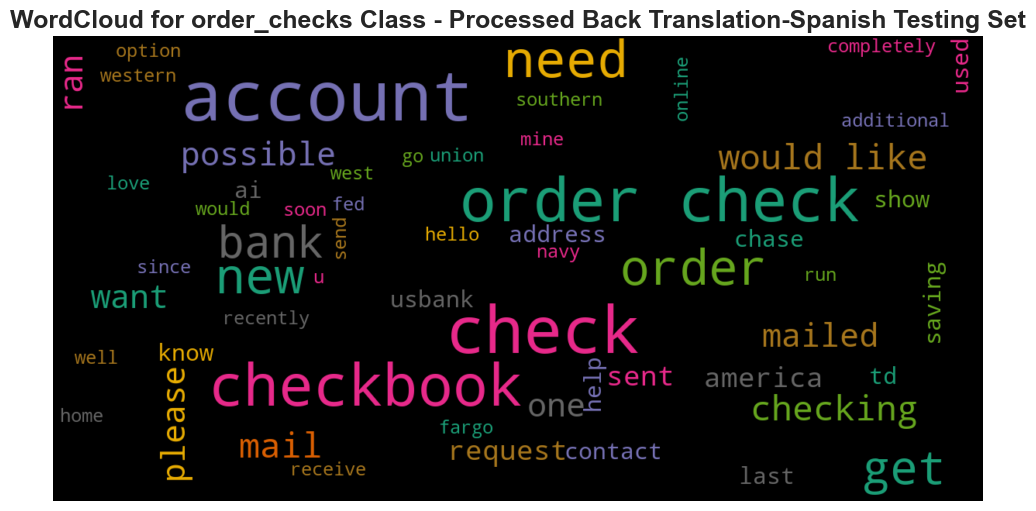 WordCloud for order_checks Class - Processed Back Translation-Spanish Testing Set
option
need
completely
ran
western
account
southern
online
used
additional
mine
possible
go
union
would like
love
ai
west
order check
show
would
soon
fed
send
hello
address
chase
bank
navy
since
new
u
order
run
saving
want
usbank
recently
check
mailed
well
know
checkbook
help
sent
america
td
please
one
checking
home
fargo
mail
request
contact
receive
last
get